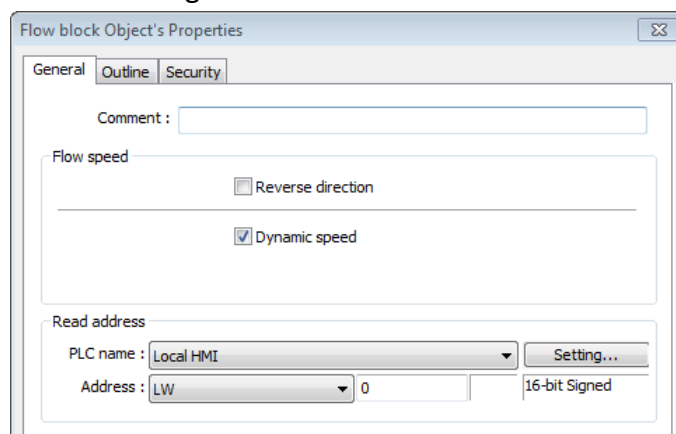 Flow block Object's Properties
General Outline Security
Comment :
Flow speed
Reverse direction
Dynamic speed
Read address
PLC name : Local HMI Setting...
Address : LW 0 16-bit Signed